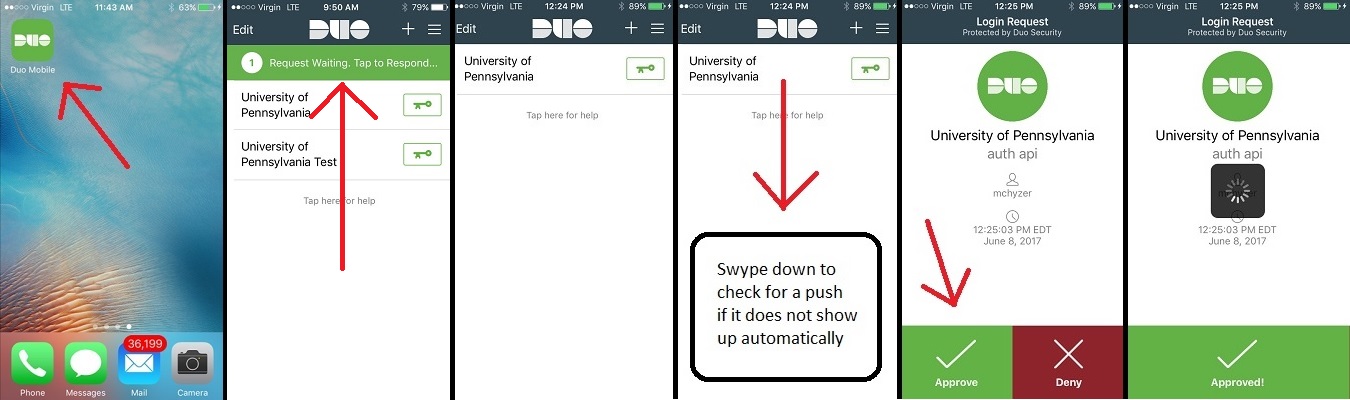 ●●○○○ Virgin LTE 11:43 AM 63%
DUO
Duo Mobile
36,199
Phone Messages Mail Camera
●●○○○ Virgin LTE 9:50 AM 79%
Edit DUO
1 Request Waiting. Tap to Respond...
University of
Pennsylvania
University of
Pennsylvania Test
Tap here for help
●●○○○ Virgin LTE 12:24 PM 89%
Edit DUO
University of
Pennsylvania
Tap here for help
●●○○○ Virgin LTE 12:24 PM 89%
Edit DUO
University of
Pennsylvania
Tap here for help
Swype down to
check for a push
if it does not show
up automatically
●●○○○ Virgin LTE 12:25 PM 89%
Login Request
Protected by Duo Security
DUO
University of Pennsylvania
auth api
mchyzer
12:25:03 PM EDT
June 8, 2017
Approve Deny
●●○○○ Virgin LTE 12:25 PM 89%
Login Request
Protected by Duo Security
DUO
University of Pennsylvania
auth api
12:25:03 PM EDT
June 8, 2017
Approved!